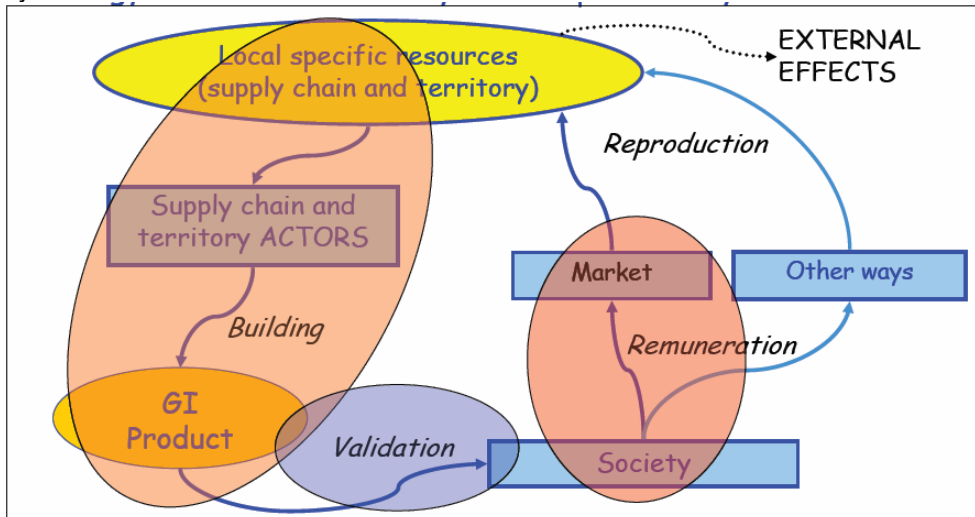 Local specific resources
(supply chain and territory)
EXTERNAL
EFFECTS
Reproduction
Supply chain and
territory ACTORS
Market
Other ways
Building
Remuneration
GI
Product
Validation
Society